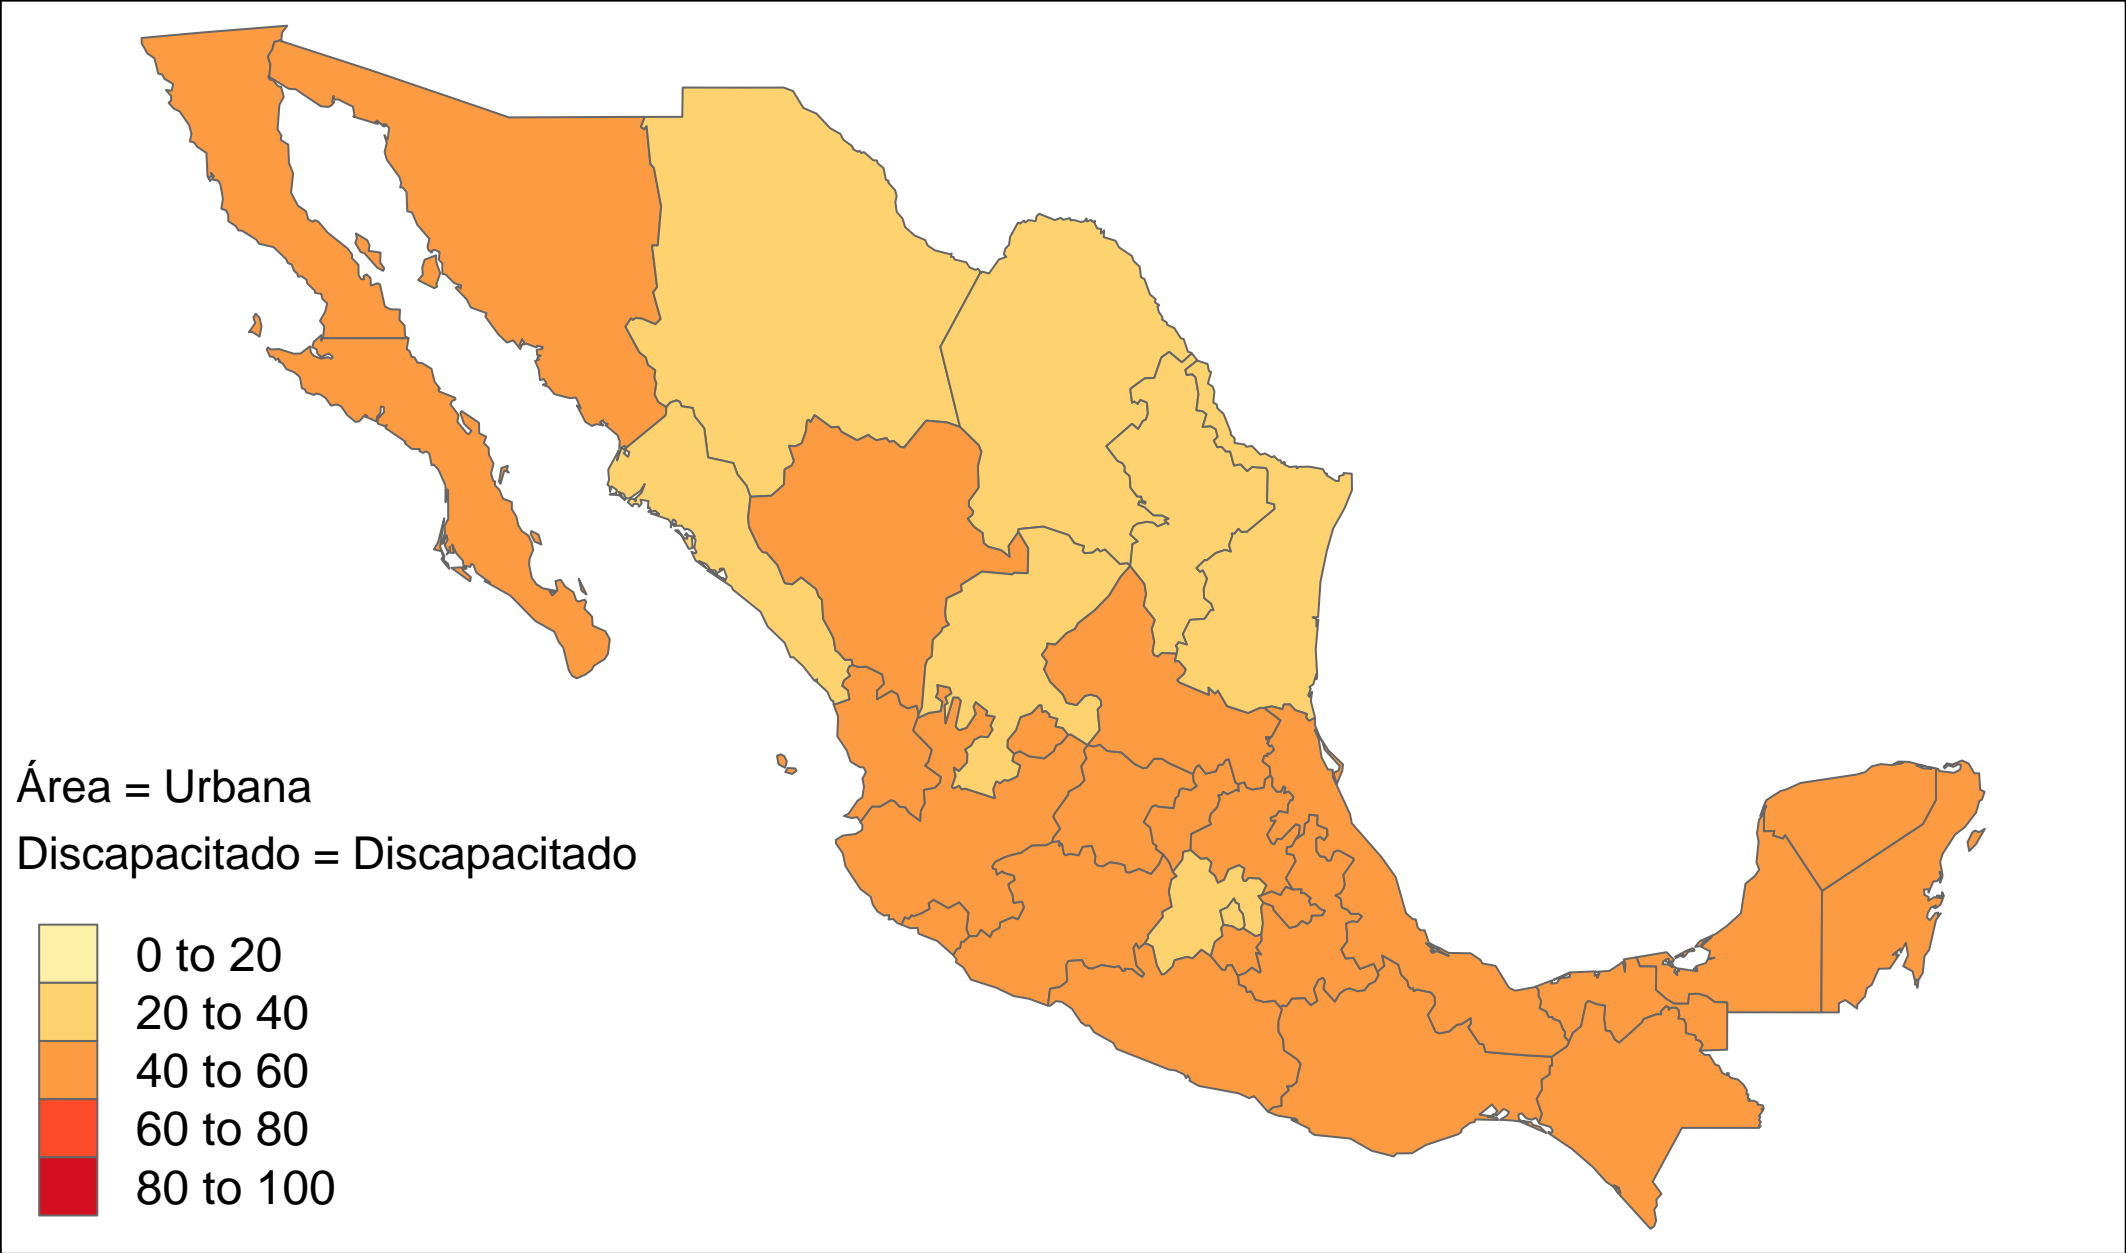 Área = Urbana
Discapacitado = Discapacitado
0 to 20
20 to 40
40 to 60
60 to 80
80 to 100